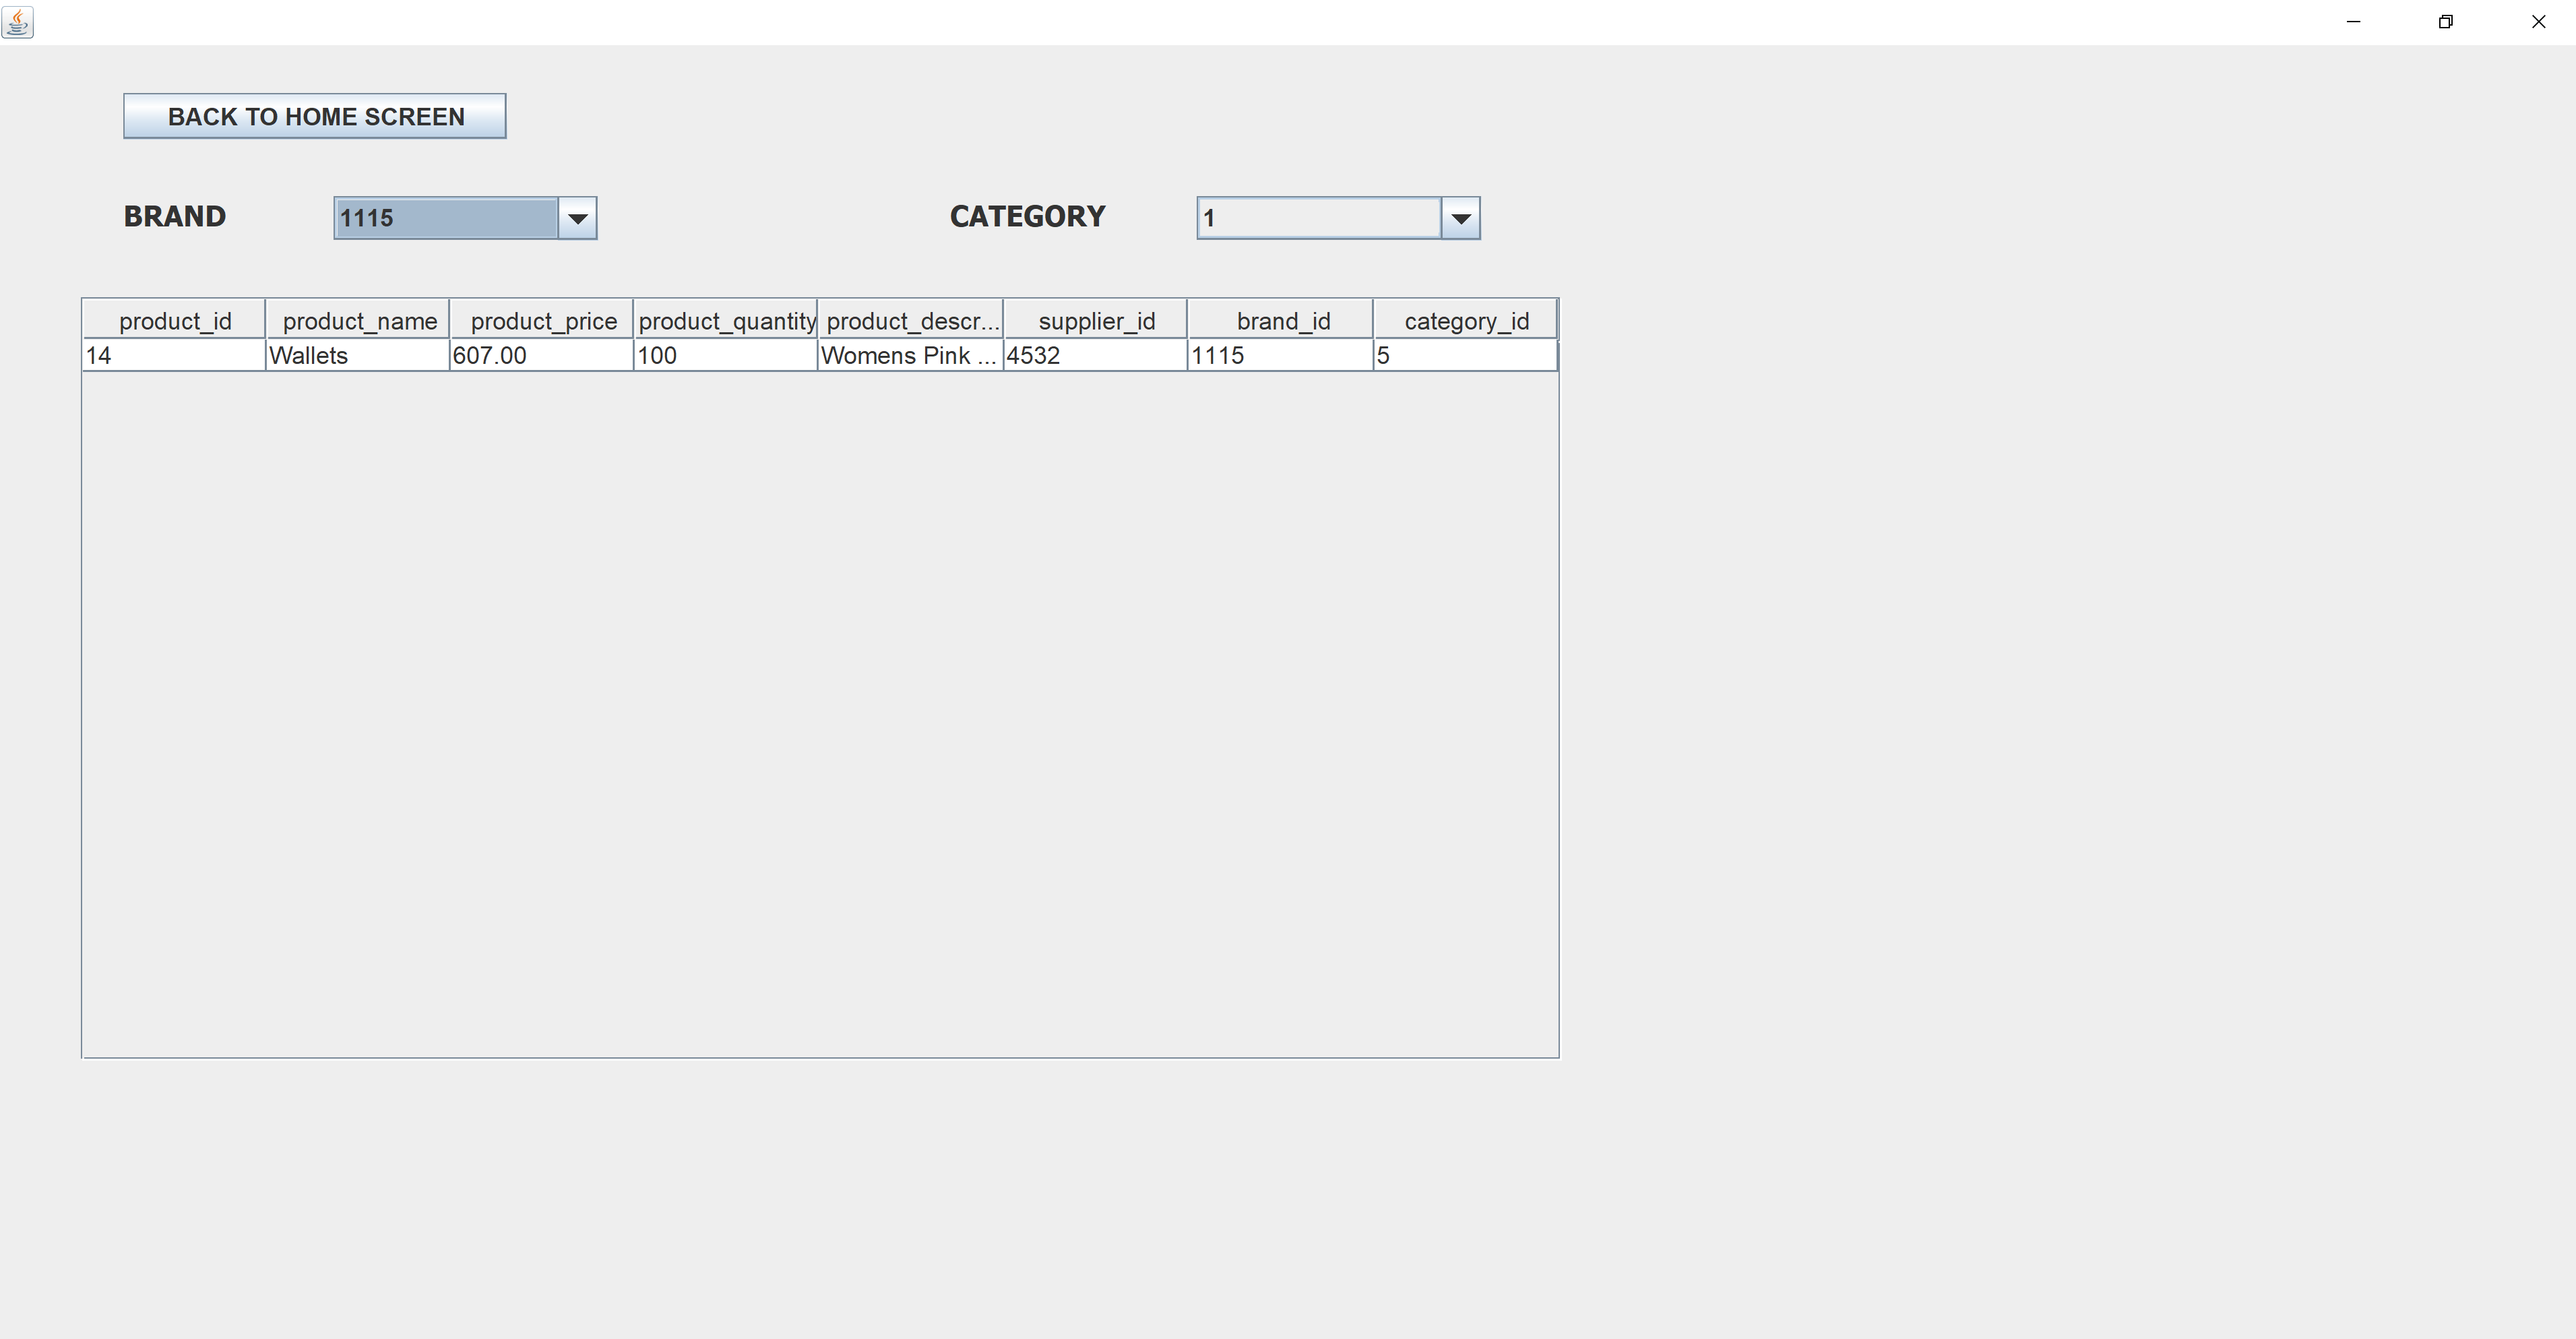 BACK TO HOME SCREEN
BRAND 1115 CATEGORY 1
product_id product_name product_price product_quantity product_descr... supplier_id brand_id category_id
14 Wallets 607.00 100 Womens Pink ... 4532 1115 5